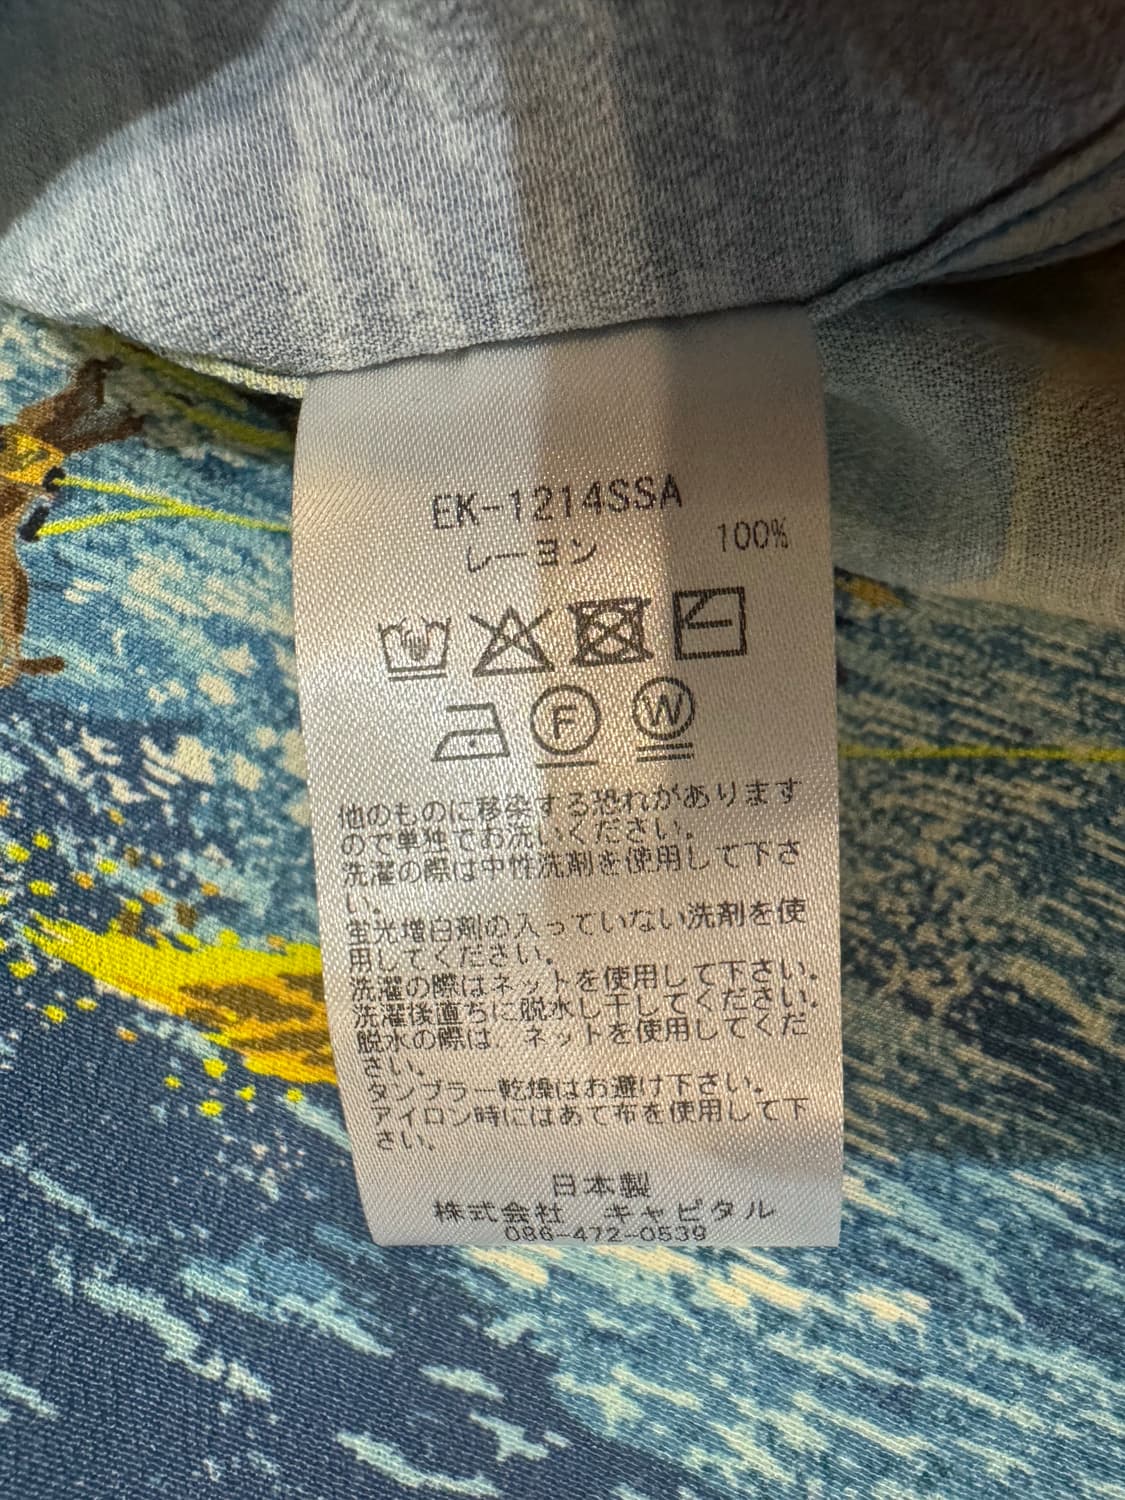 EK-1214SSA
レーヨン 100%
F W
他のものに移染する恐れがあります
ので単独でお洗いください。
洗濯の際は中性洗剤を使用して下さ
い。
蛍光増白剤の入っていない洗剤を使
用してください。
洗濯の際はネットを使用して下さい。
洗濯後直ちに脱水し干してください。
脱水の際は、ネットを使用してくだ
さい。
タンブラー乾燥はお避け下さい。
アイロン時にはあて布を使用して下
さい。
日本製
株式会社 キャピタル
086-472-0539